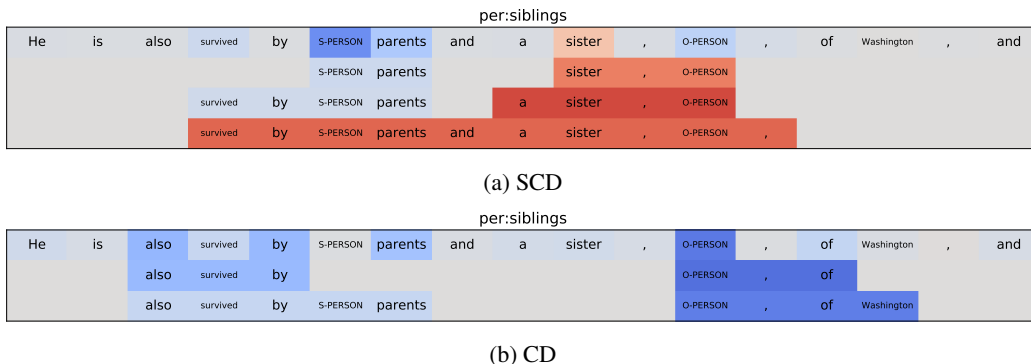 per:siblings
He is also survived by S-PERSON parents and a sister , O-PERSON , of Washington , and
S-PERSON parents sister , O-PERSON
survived by S-PERSON parents a sister , O-PERSON
survived by S-PERSON parents and a sister , O-PERSON ,
(a) SCD
per:siblings
He is also survived by S-PERSON parents and a sister , O-PERSON , of Washington , and
also survived by O-PERSON , of
also survived by S-PERSON parents O-PERSON , of Washington
(b) CD